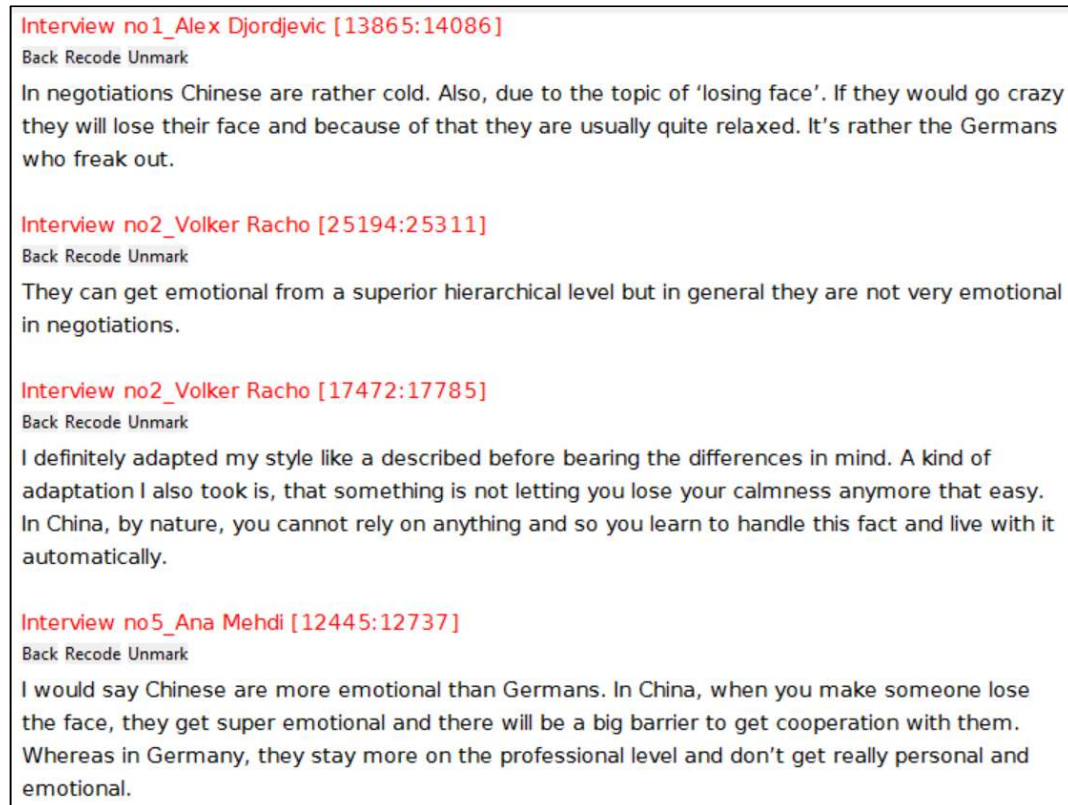 Interview no1_Alex Djordjevic [13865:14086]
Back Recode Unmark
In negotiations Chinese are rather cold. Also, due to the topic of ‘losing face’. If they would go crazy
they will lose their face and because of that they are usually quite relaxed. It’s rather the Germans
who freak out.
Interview no2_Volker Racho [25194:25311]
Back Recode Unmark
They can get emotional from a superior hierarchical level but in general they are not very emotional
in negotiations.
Interview no2_Volker Racho [17472:17785]
Back Recode Unmark
I definitely adapted my style like a described before bearing the differences in mind. A kind of
adaptation I also took is, that something is not letting you lose your calmness anymore that easy.
In China, by nature, you cannot rely on anything and so you learn to handle this fact and live with it
automatically.
Interview no5_Ana Mehdi [12445:12737]
Back Recode Unmark
I would say Chinese are more emotional than Germans. In China, when you make someone lose
the face, they get super emotional and there will be a big barrier to get cooperation with them.
Whereas in Germany, they stay more on the professional level and don’t get really personal and
emotional.